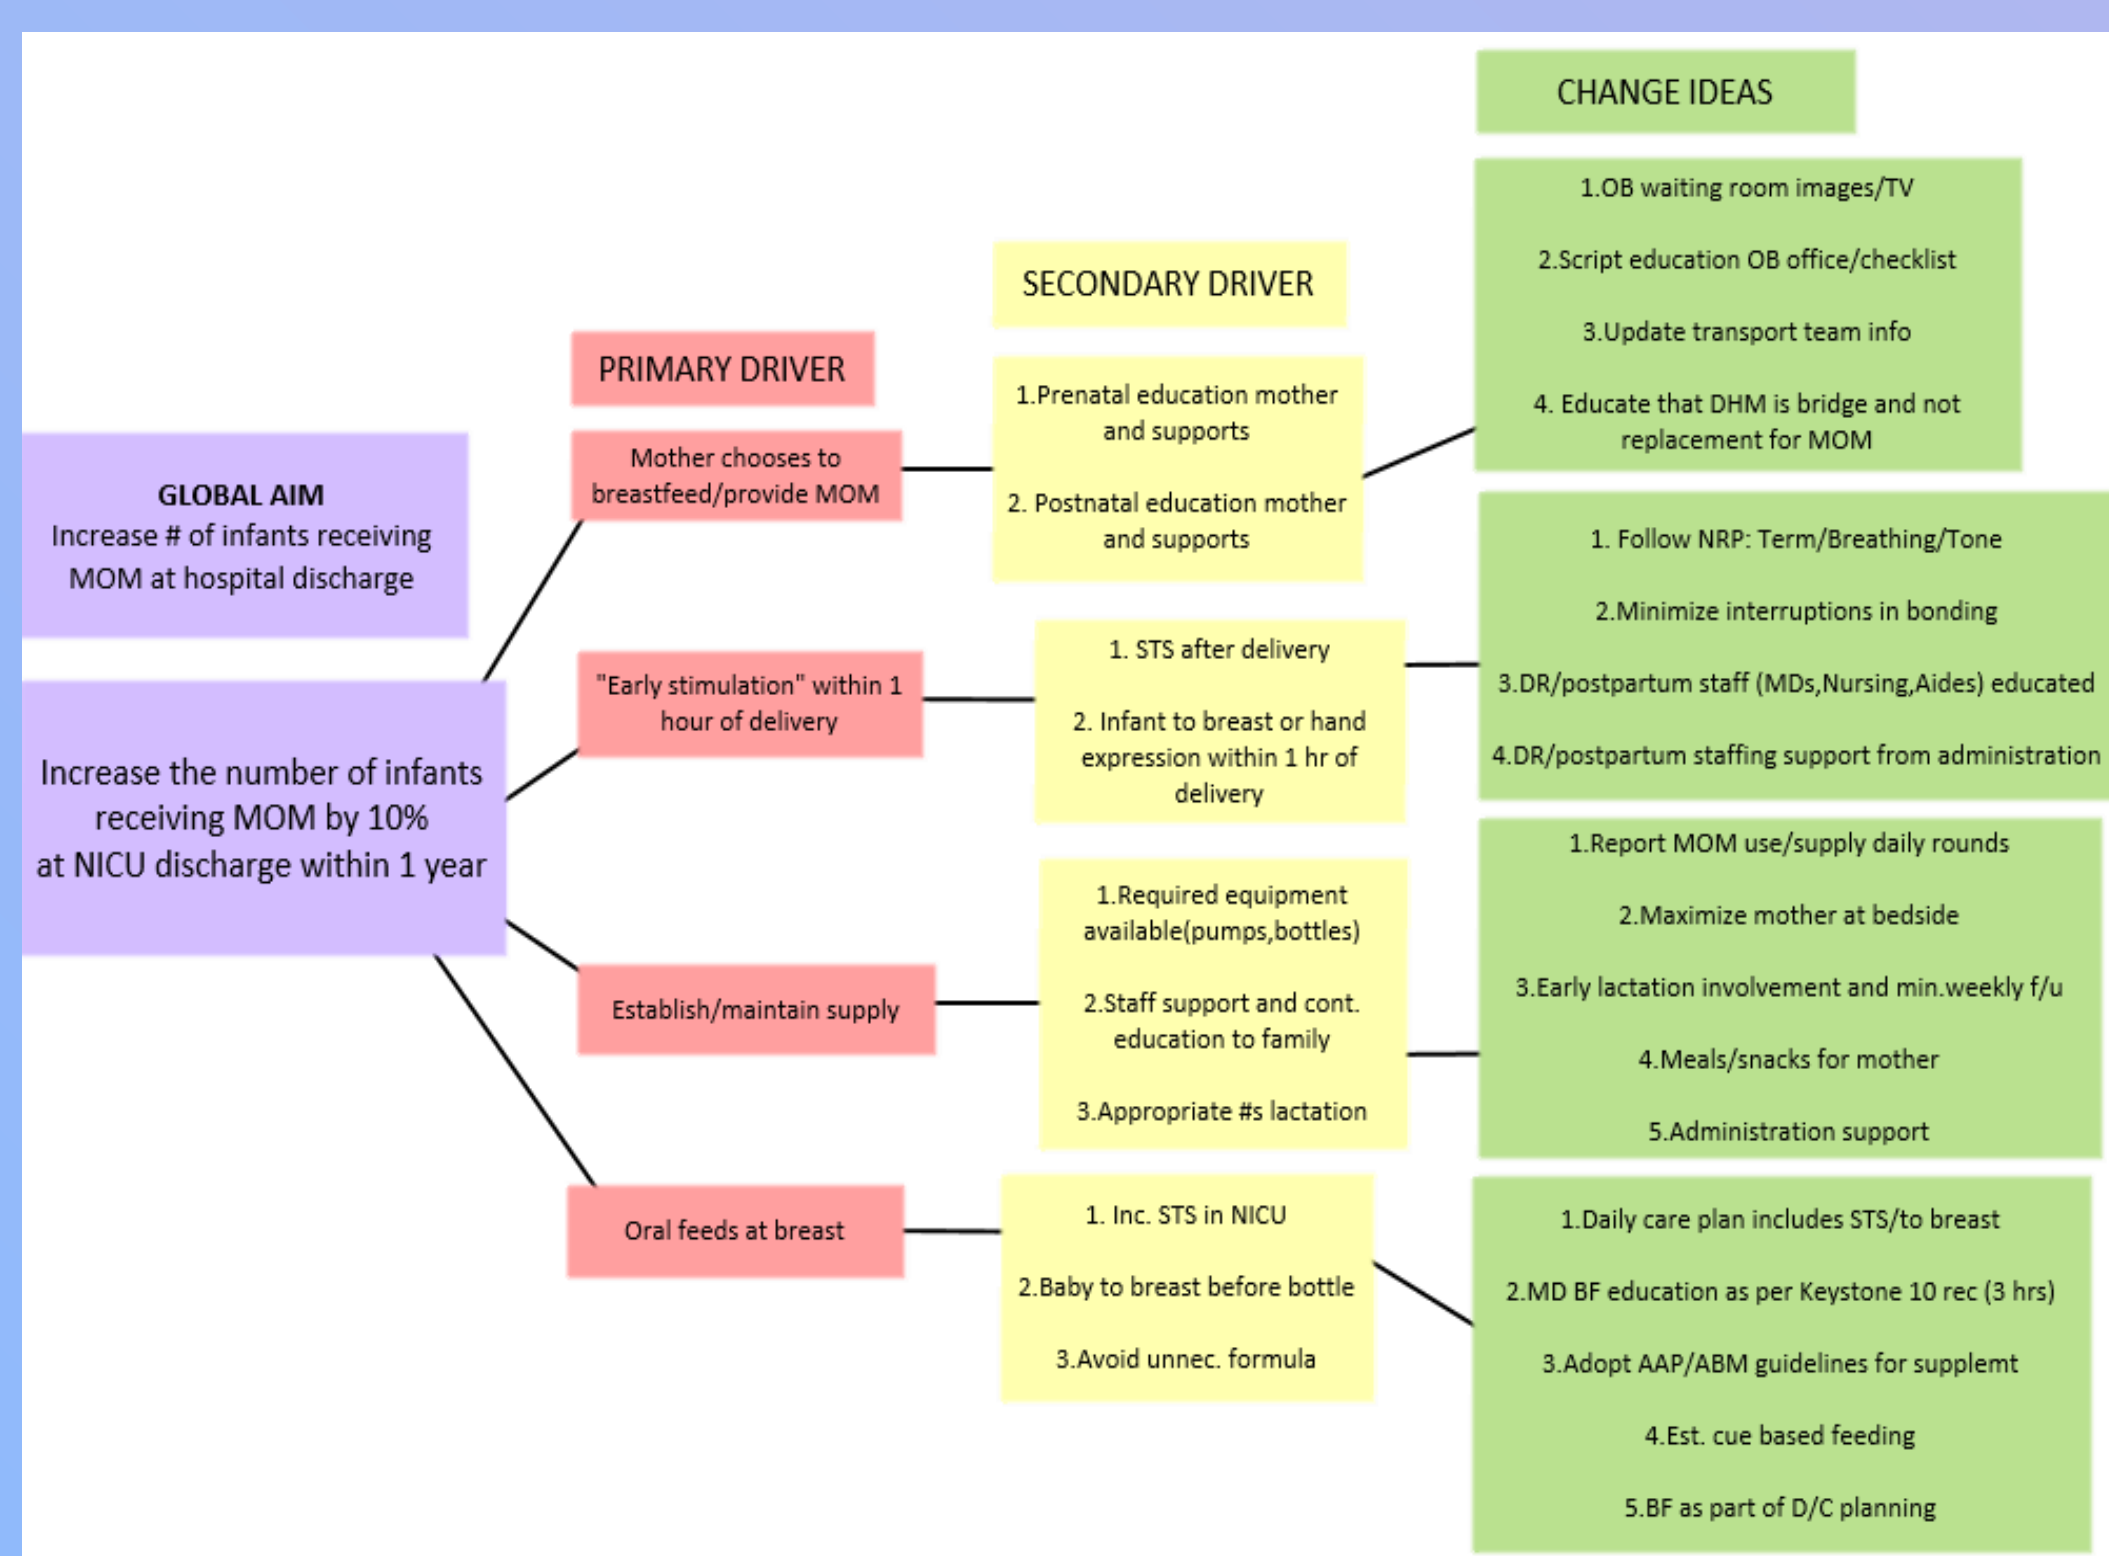 GLOBAL AIM
Increase # of infants receiving
MOM at hospital discharge
Increase the number of infants
receiving MOM by 10%
at NICU discharge within 1 year
PRIMARY DRIVER
Mother chooses to
breastfeed/provide MOM
"Early stimulation" within 1
hour of delivery
Establish/maintain supply
Oral feeds at breast
SECONDARY DRIVER
1.Prenatal education mother
and supports
2. Postnatal education mother
and supports
1. STS after delivery
2. Infant to breast or hand
expression within 1 hr of
delivery
1.Required equipment
available(pumps,bottles)
2.Staff support and cont.
education to family
3.Appropriate #s lactation
1. Inc. STS in NICU
2.Baby to breast before bottle
3.Avoid unnec. formula
CHANGE IDEAS
1.OB waiting room images/TV
2.Script education OB office/checklist
3.Update transport team info
4. Educate that DHM is bridge and not
replacement for MOM
1. Follow NRP: Term/Breathing/Tone
2.Minimize interruptions in bonding
3.DR/postpartum staff (MDs,Nursing,Aides) educated
4.DR/postpartum staffing support from administration
1.Report MOM use/supply daily rounds
2.Maximize mother at bedside
3.Early lactation involvement and min.weekly f/u
4.Meals/snacks for mother
5.Administration support
1.Daily care plan includes STS/to breast
2.MD BF education as per Keystone 10 rec (3 hrs)
3.Adopt AAP/ABM guidelines for supplemt
4.Est. cue based feeding
5.BF as part of D/C planning